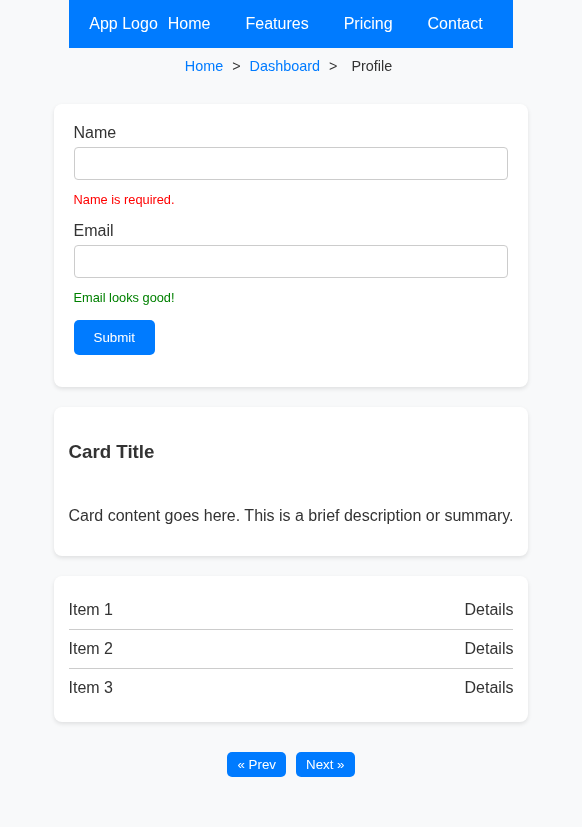 App Logo Home Features Pricing Contact
Home > Dashboard > Profile
Name
Name is required.
Email
Email looks good!
Submit
Card Title
Card content goes here. This is a brief description or summary.
Item 1 Details
Item 2 Details
Item 3 Details
« Prev Next »